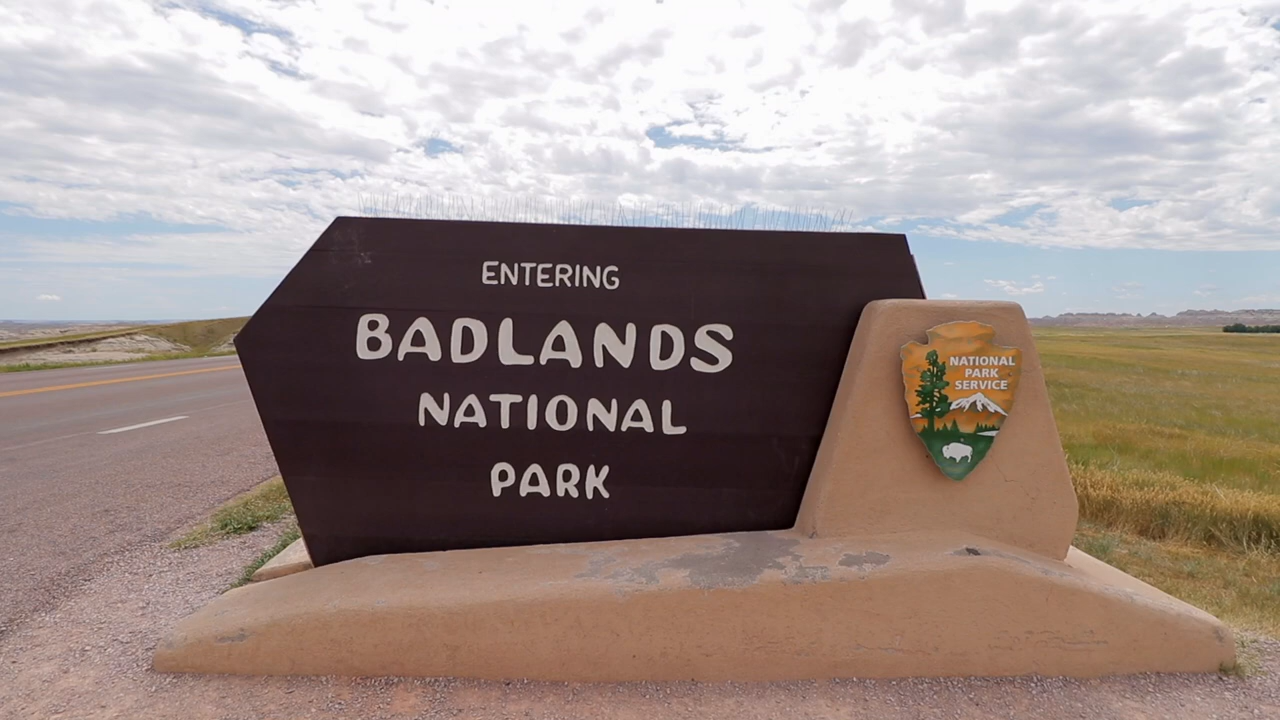 ENTERING
BADLANDS
NATIONAL
PARK
NATIONAL
PARK
SERVICE